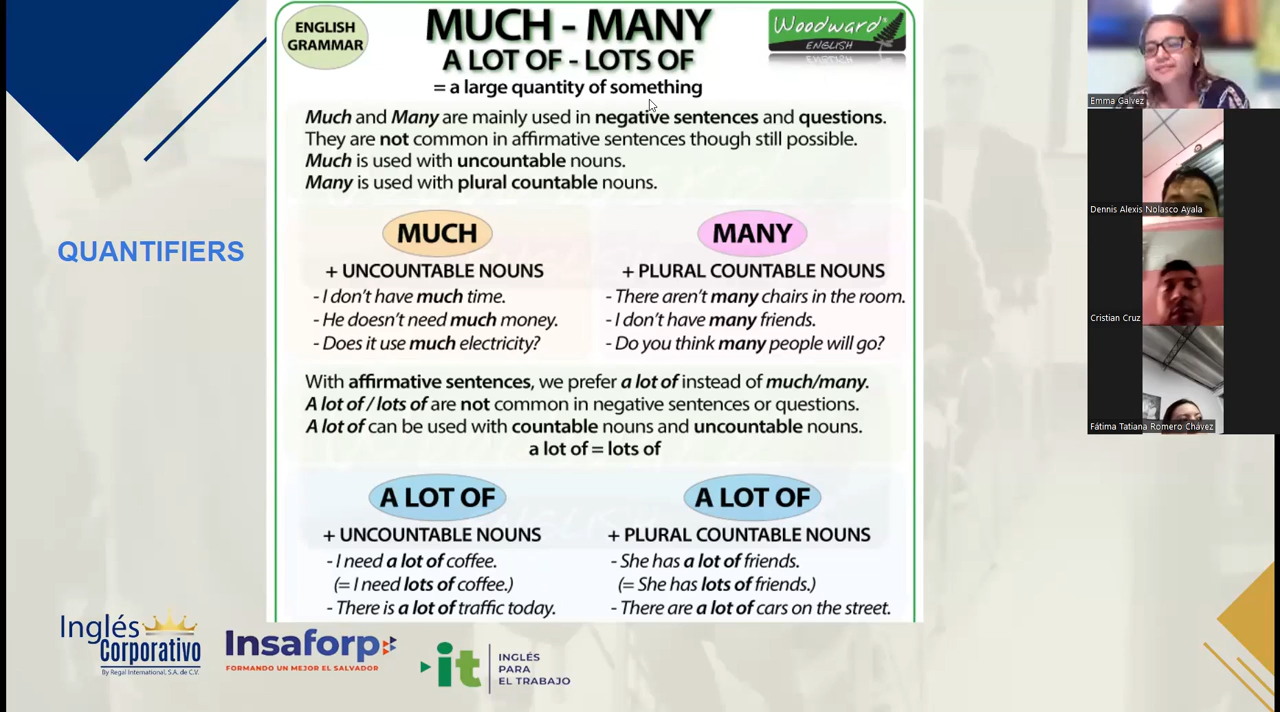 ENGLISH
GRAMMAR
MUCH - MANY
A LOT OF - LOTS OF
= a large quantity of something
Woodward®
ENGLISH
Much and Many are mainly used in negative sentences and questions.
They are not common in affirmative sentences though still possible.
Much is used with uncountable nouns.
Many is used with plural countable nouns.
QUANTIFIERS
MUCH
+ UNCOUNTABLE NOUNS
- I don't have much time.
- He doesn't need much money.
- Does it use much electricity?
MANY
+ PLURAL COUNTABLE NOUNS
- There aren't many chairs in the room.
- I don't have many friends.
- Do you think many people will go?
With affirmative sentences, we prefer a lot of instead of much/many.
A lot of / lots of are not common in negative sentences or questions.
A lot of can be used with countable nouns and uncountable nouns.
a lot of = lots of
A LOT OF
+ UNCOUNTABLE NOUNS
- I need a lot of coffee.
(= I need lots of coffee.)
- There is a lot of traffic today.
A LOT OF
+ PLURAL COUNTABLE NOUNS
- She has a lot of friends.
(= She has lots of friends.)
- There are a lot of cars on the street.
Inglés
Corporativo
By Regal International, S.A. de C.V.
Insaforp
FORMANDO UN MEJOR EL SALVADOR
it
INGLÉS
PARA
EL TRABAJO
Emma Galvez
Dennis Alexis Nolasco Ayala
Cristian Cruz
Fátima Tatiana Romero Chávez